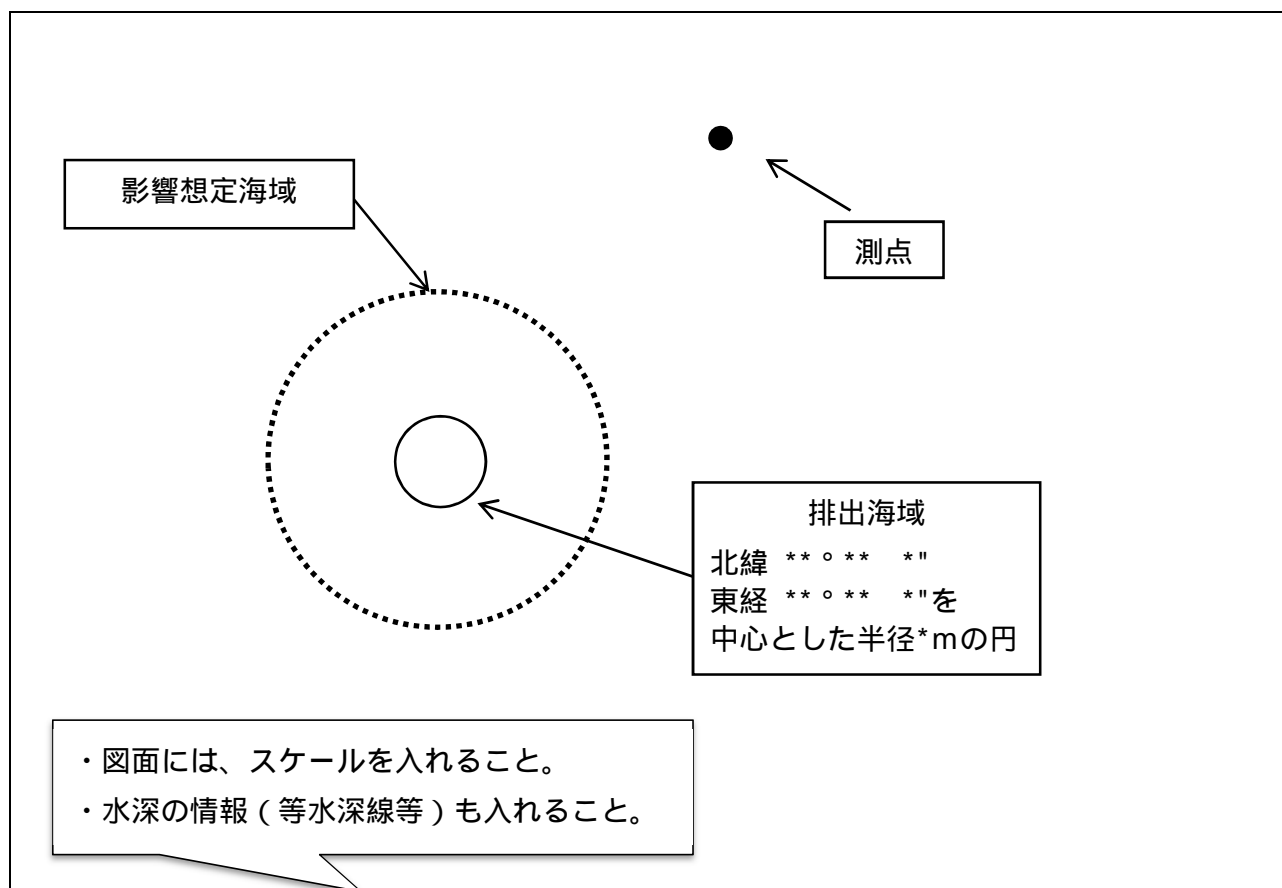 影響想定海域
測点
排出海域
北緯 **°** *"
東経 **°** *"を
中心とした半径*mの円
・図面には、スケールを入れること。
・水深の情報(等水深線等)も入れること。